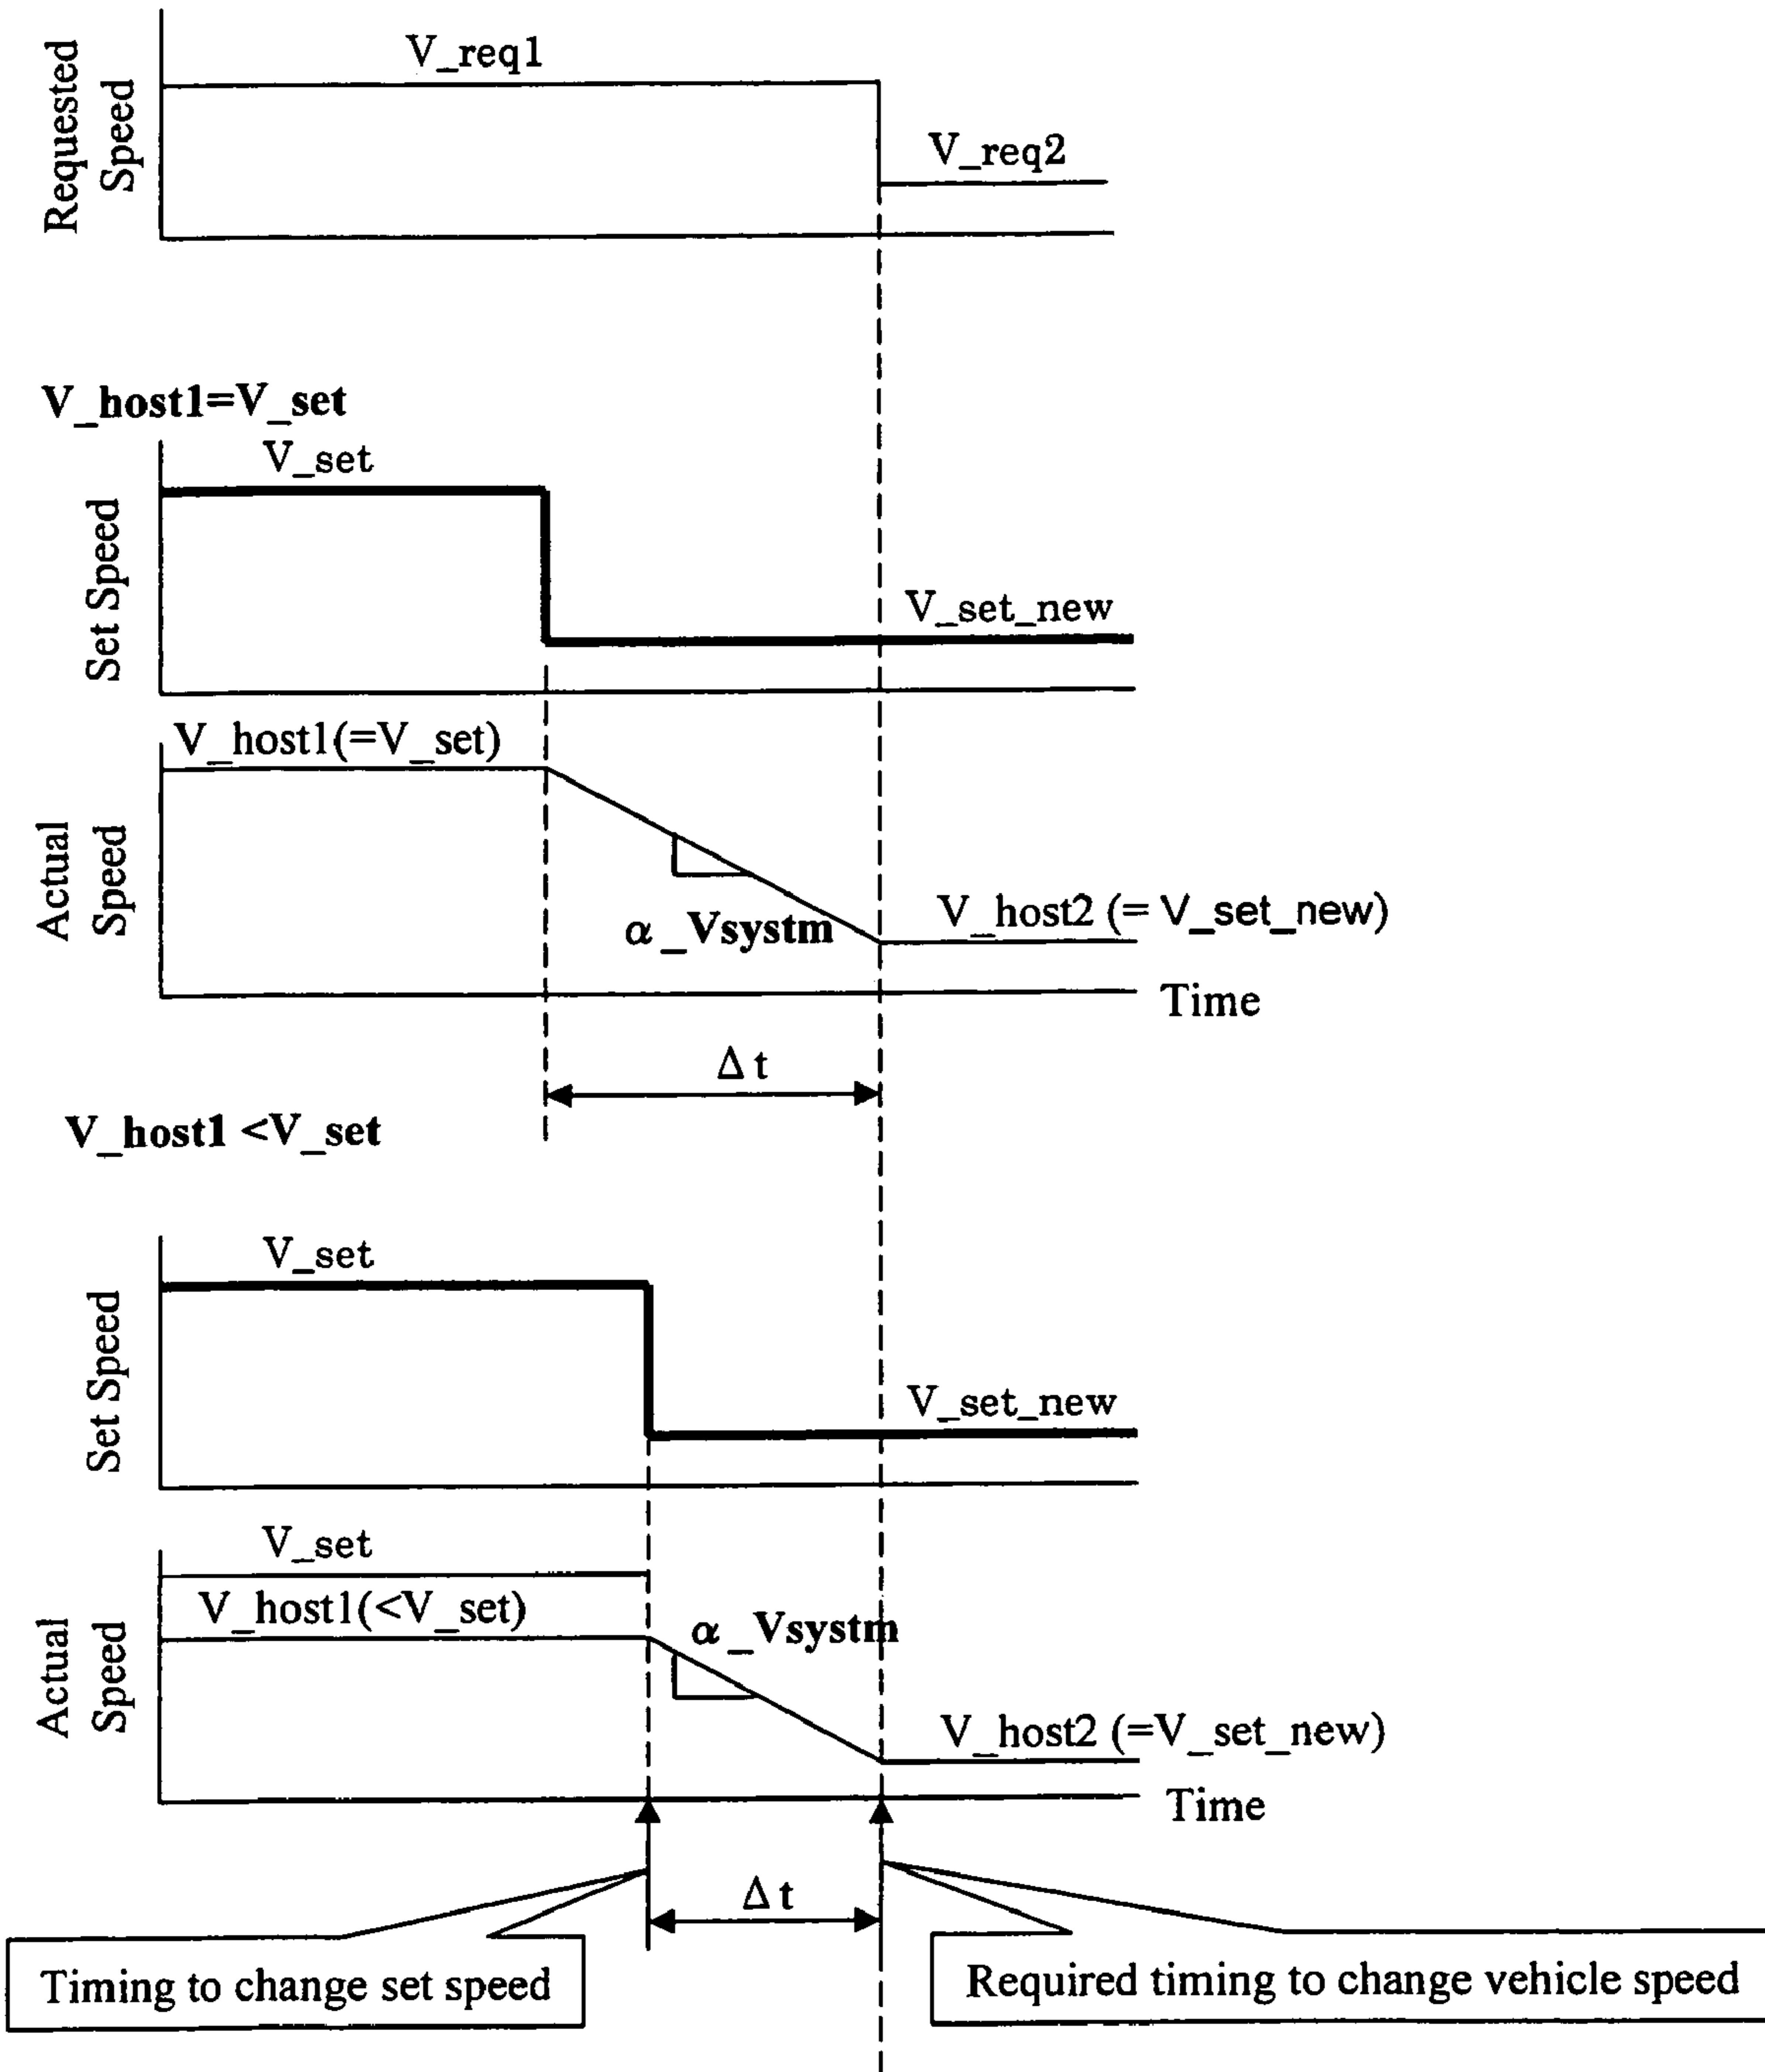 V_req1
Requested
Speed
V_req2
V_host1=V_set
V_set
Set Speed
V_set_new
V_host1(=V_set)
Actual
Speed
α_Vsystm
V_host2 (= V_set_new)
Time
Δt
V_host1 <V_set
V_set
Set Speed
V_set_new
V_set
V_host1(<V_set)
α_Vsystm
Actual
Speed
V_host2 (=V_set_new)
Time
Δt
Timing to change set speed
Required timing to change vehicle speed